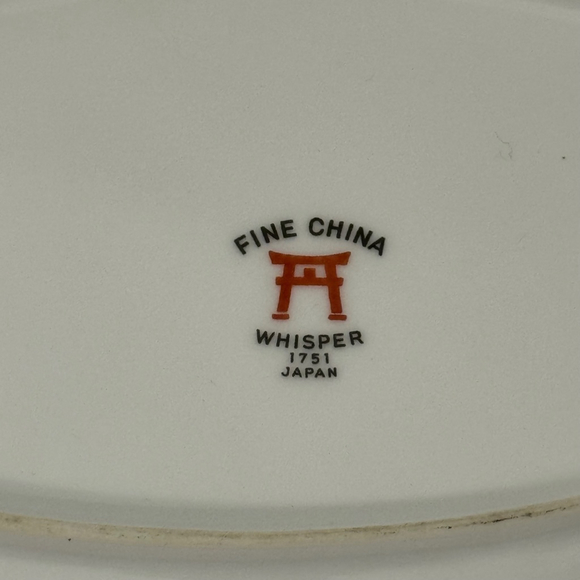 FINE CHINA
WHISPER
1751
JAPAN